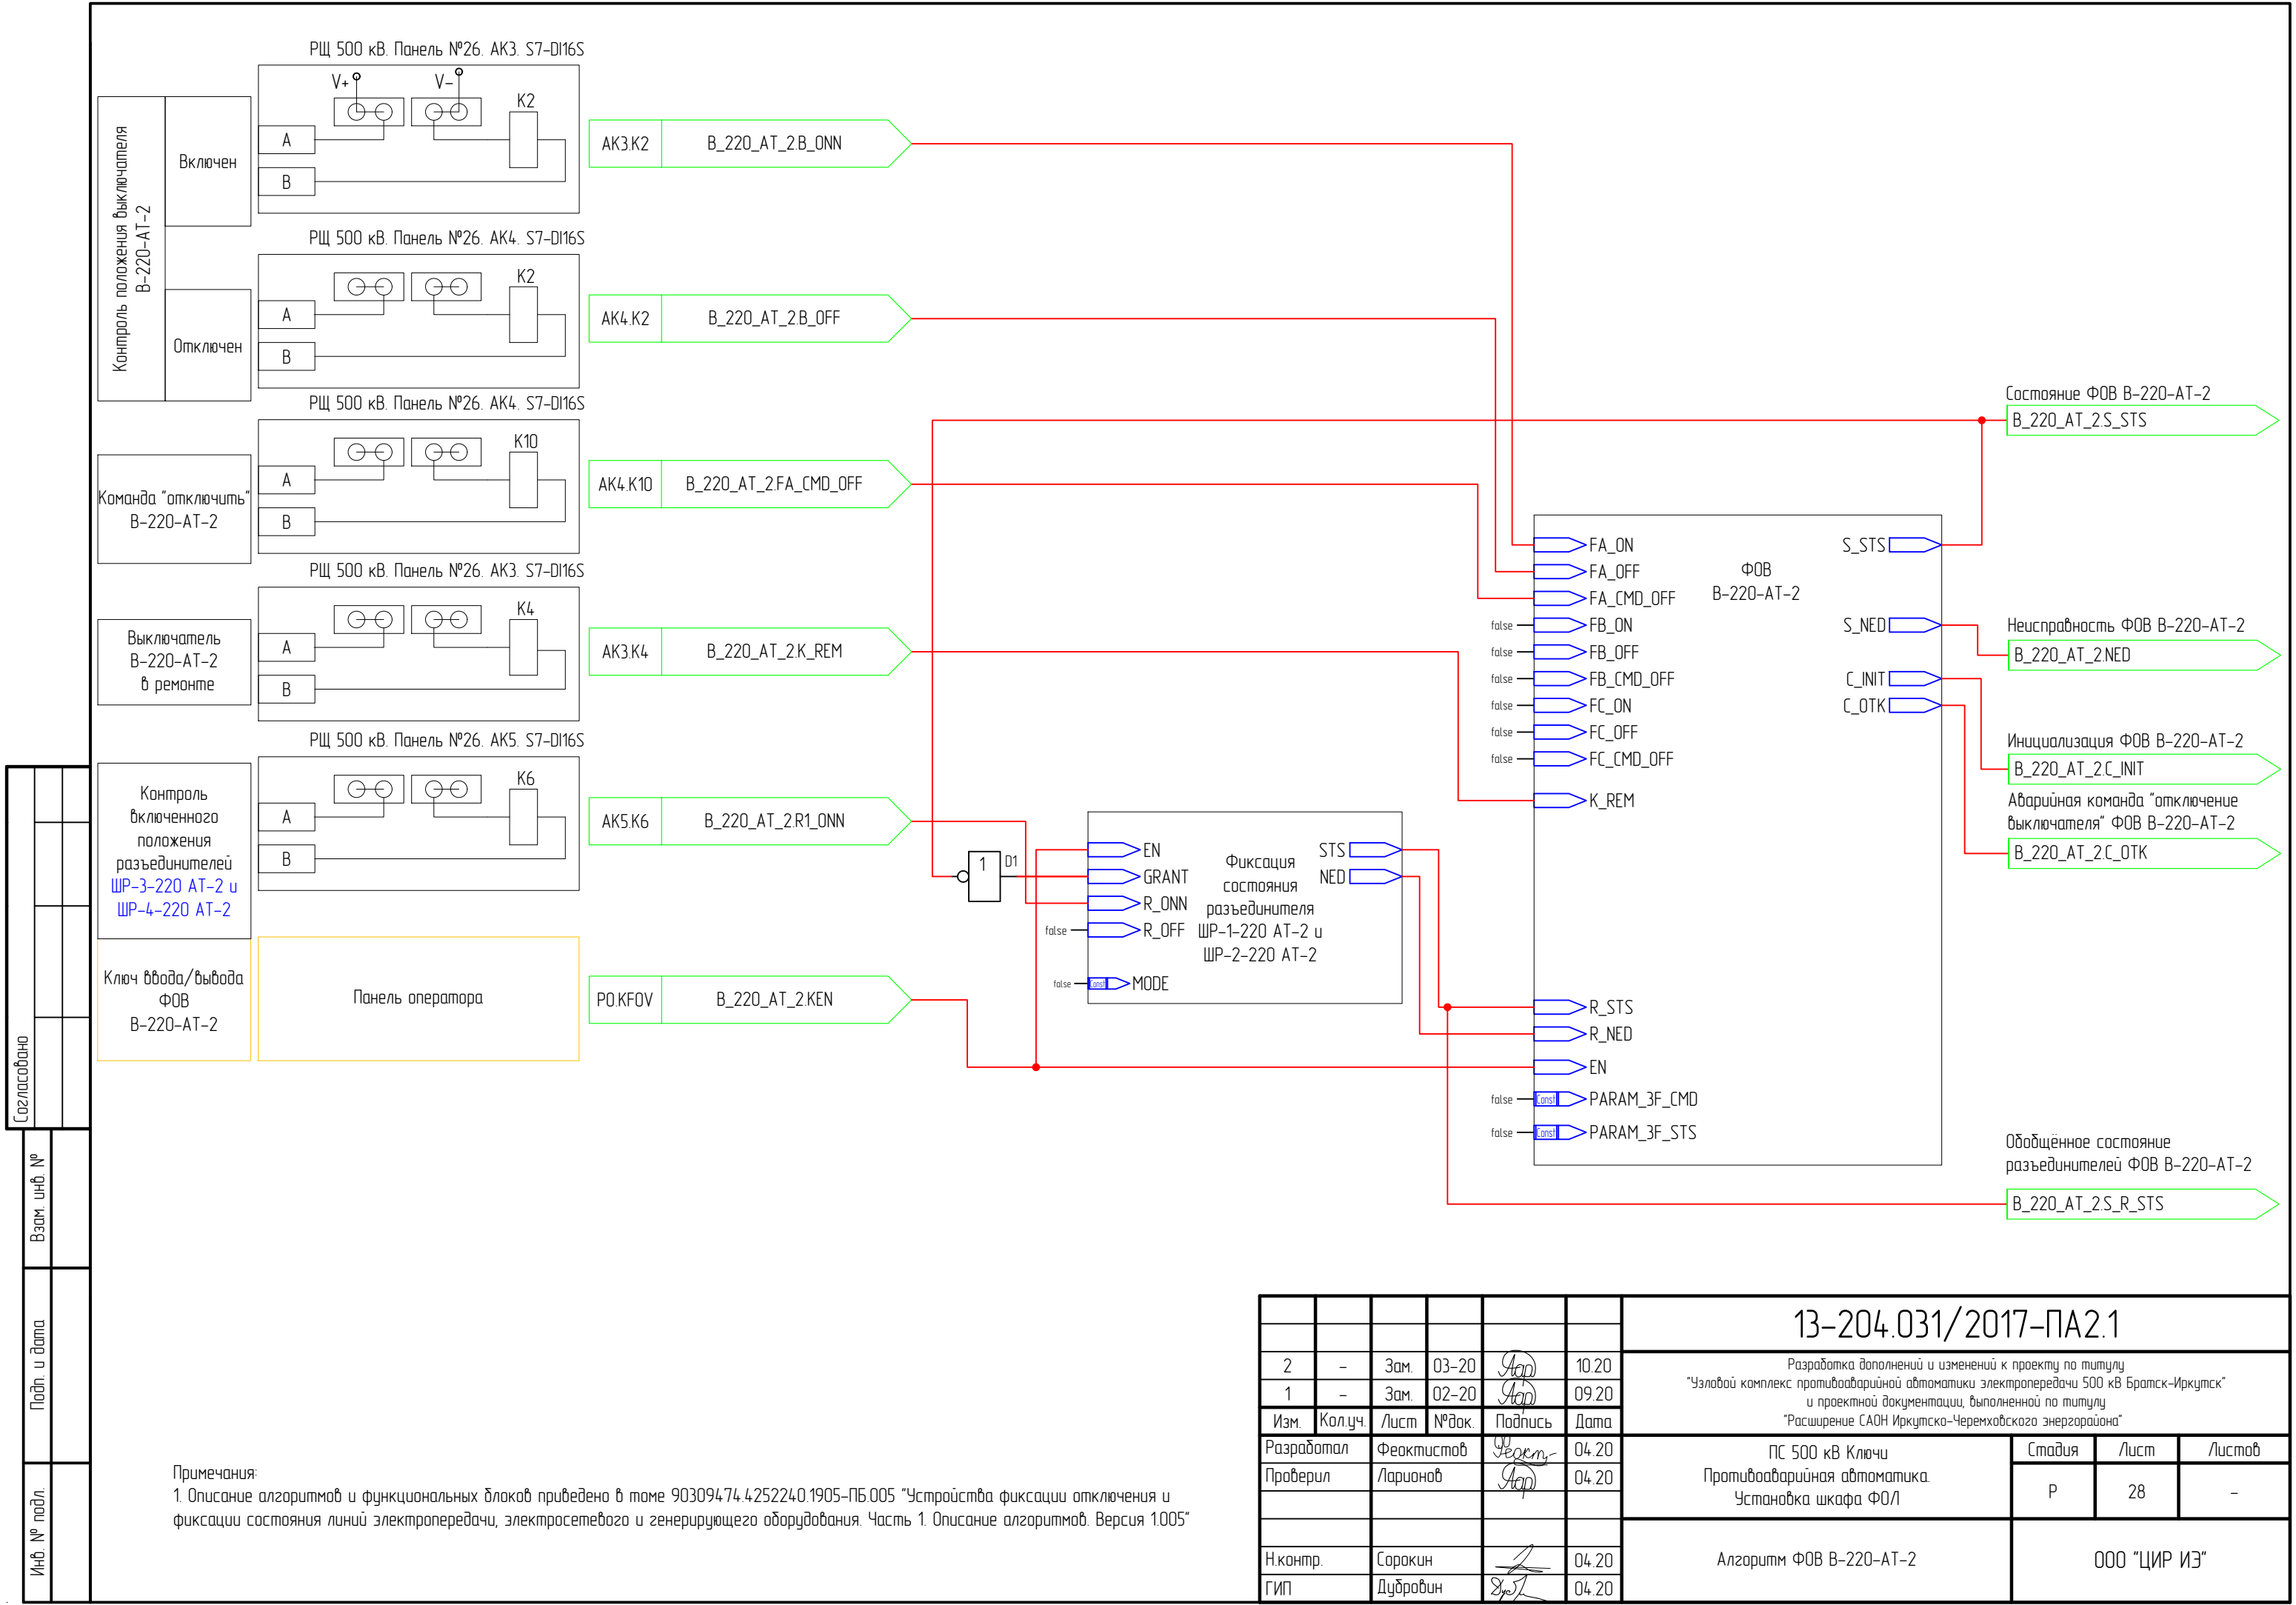 РЩ 500 кВ. Панель №26. АК3. S7-DI16S
V+
V-
K2
A
B
Контроль положения выключателя
В-220-АТ-2
Включен
АК3.К2
B_220_AT_2.B_ONN
РЩ 500 кВ. Панель №26. АК4. S7-DI16S
K2
A
B
Отключен
АК4.К2
B_220_AT_2.B_OFF
РЩ 500 кВ. Панель №26. АК4. S7-DI16S
K10
A
B
Команда "отключить"
В-220-АТ-2
АК4.К10
B_220_AT_2.FA_CMD_OFF
РЩ 500 кВ. Панель №26. АК3. S7-DI16S
K4
A
B
Выключатель
В-220-АТ-2
в ремонте
АК3.К4
B_220_AT_2.K_REM
РЩ 500 кВ. Панель №26. АК5. S7-DI16S
K6
A
B
Контроль
включенного
положения
разъединителей
ШР-3-220 АТ-2 и
ШР-4-220 АТ-2
АК5.К6
B_220_AT_2.R1_ONN
Ключ ввода/вывода
ФОВ
В-220-АТ-2
Панель оператора
PO.KFOV
B_220_AT_2.KEN
1
D1
EN
GRANT
R_ONN
false
R_OFF
false
Const
MODE
Фиксация
состояния
разъединителя
ШР-1-220 АТ-2 и
ШР-2-220 АТ-2
STS
NED
ФОВ
В-220-АТ-2
FA_ON
FA_OFF
FA_CMD_OFF
false
FB_ON
false
FB_OFF
false
FB_CMD_OFF
false
FC_ON
false
FC_OFF
false
FC_CMD_OFF
K_REM
R_STS
R_NED
EN
false
Const
PARAM_3F_CMD
false
Const
PARAM_3F_STS
S_STS
S_NED
C_INIT
C_OTK
Состояние ФОВ В-220-АТ-2
B_220_AT_2.S_STS
Неисправность ФОВ В-220-АТ-2
B_220_AT_2.NED
Инициализация ФОВ В-220-АТ-2
B_220_AT_2.C_INIT
Аварийная команда "отключение
выключателя" ФОВ В-220-АТ-2
B_220_AT_2.C_OTK
Обобщённое состояние
разъединителей ФОВ В-220-АТ-2
B_220_AT_2.S_R_STS
Согласовано
Взам. инв. №
Подп. и дата
Инв. № подл.
Примечания:
1. Описание алгоритмов и функциональных блоков приведено в томе 90309474.4252240.1905-ПБ.005 "Устройства фиксации отключения и
фиксации состояния линий электропередачи, электросетевого и генерирующего оборудования. Часть 1. Описание алгоритмов. Версия 1.005"
13-204.031/2017-ПА2.1
2 - Зам. 03-20 10.20
1 - Зам. 02-20 09.20
Изм. Кол.уч. Лист №док. Подпись Дата
Разработка дополнений и изменений к проекту по титулу
"Узловой комплекс противоаварийной автоматики электропередачи 500 кВ Братск-Иркутск"
и проектной документации, выполненной по титулу
"Расширение САОН Иркутско-Черемховского энергорайона"
Разработал Феоктистов 04.20
Проверил Ларионов 04.20
Н.контр. Сорокин 04.20
ГИП Дубровин 04.20
ПС 500 кВ Ключи
Противоаварийная автоматика.
Установка шкафа ФОЛ
Стадия Лист Листов
Р 28 -
Алгоритм ФОВ В-220-АТ-2
ООО "ЦИР ИЭ"